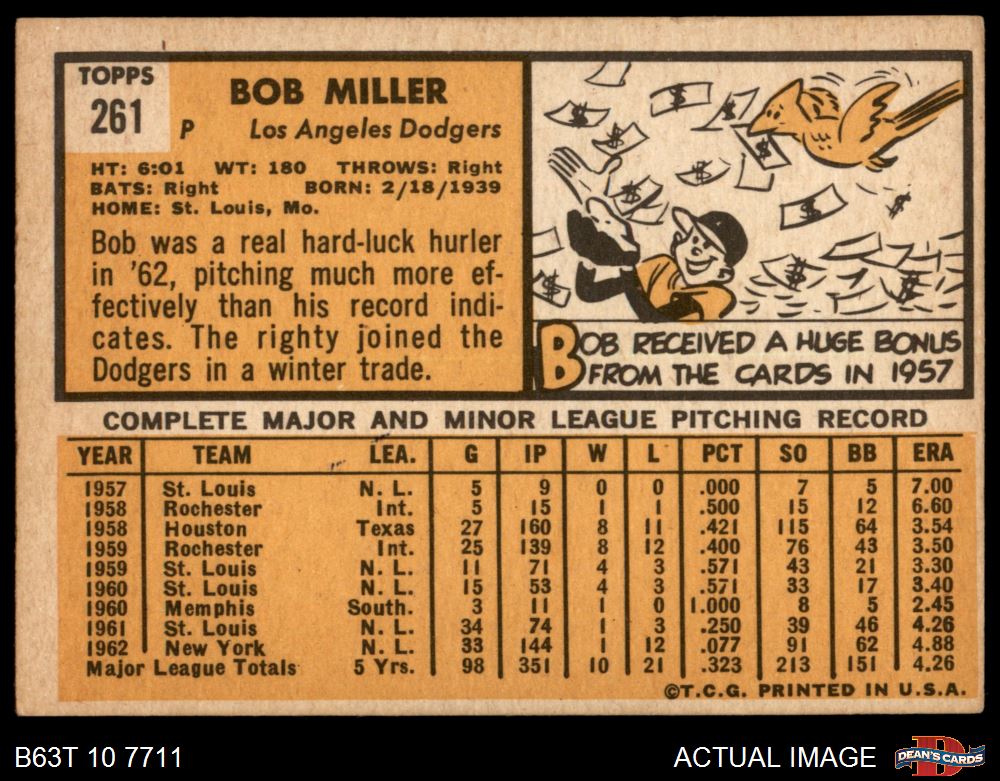 TOPPS
261
BOB MILLER
P Los Angeles Dodgers
HT: 6:01 WT: 180 THROWS: Right
BATS: Right BORN: 2/18/1939
HOME: St. Louis, Mo.
Bob was a real hard-luck hurler
in '62, pitching much more ef-
fectively than his record indi-
cates. The righty joined the
Dodgers in a winter trade.
BOB RECEIVED A HUGE BONUS
FROM THE CARDS IN 1957
COMPLETE MAJOR AND MINOR LEAGUE PITCHING RECORD
YEAR TEAM LEA. G IP W L PCT SO BB ERA
1957 St. Louis N. L. 5 9 0 0 .000 7 5 7.00
1958 Rochester Int. 5 15 1 1 .500 15 12 6.60
1958 Houston Texas 27 160 8 11 .421 115 64 3.54
1959 Rochester Int. 25 139 8 12 .400 76 43 3.50
1959 St. Louis N. L. 11 71 4 3 .571 43 21 3.30
1960 St. Louis N. L. 15 53 4 3 .571 33 17 3.40
1960 Memphis South. 3 11 1 0 1.000 8 5 2.45
1961 St. Louis N. L. 34 74 1 3 .250 39 46 4.26
1962 New York N. L. 33 144 1 12 .077 91 62 4.88
Major League Totals 5 Yrs. 98 351 10 21 .323 213 151 4.26
©T.C.G. PRINTED IN U.S.A.
B63T 10 7711
ACTUAL IMAGE
D
DEAN'S CARDS